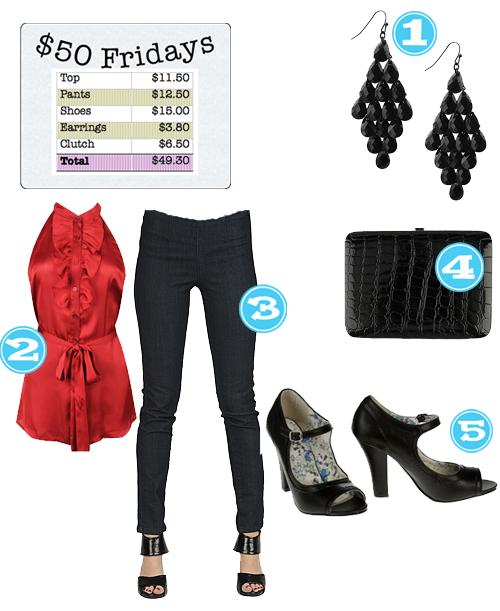 $50 Fridays
Top $11.50
Pants $12.50
Shoes $15.00
Earrings $3.80
Clutch $6.50
Total $49.30
1
2
3
4
5